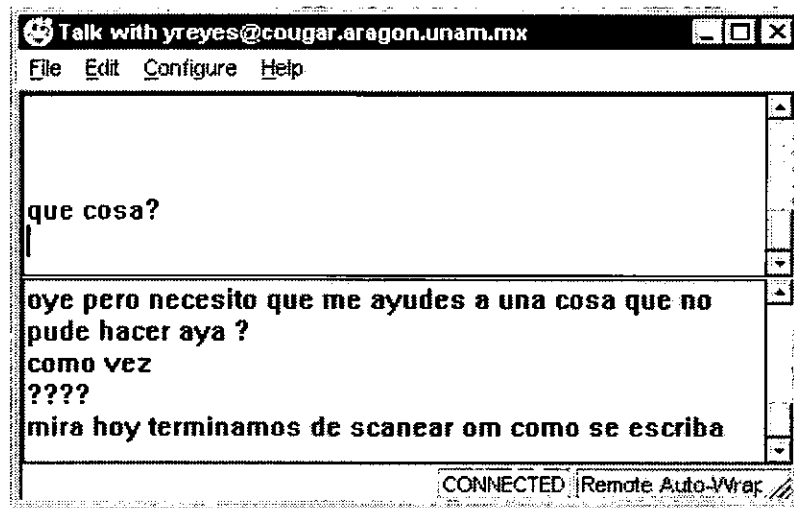 Talk with yreyes@cougar.aragon.unam.mx
File Edit Configure Help
que cosa?
oye pero necesito que me ayudes a una cosa que no
pude hacer aya ?
como vez
????
mira hoy terminamos de scanear om como se escriba
CONNECTED Remote Auto-Wrap